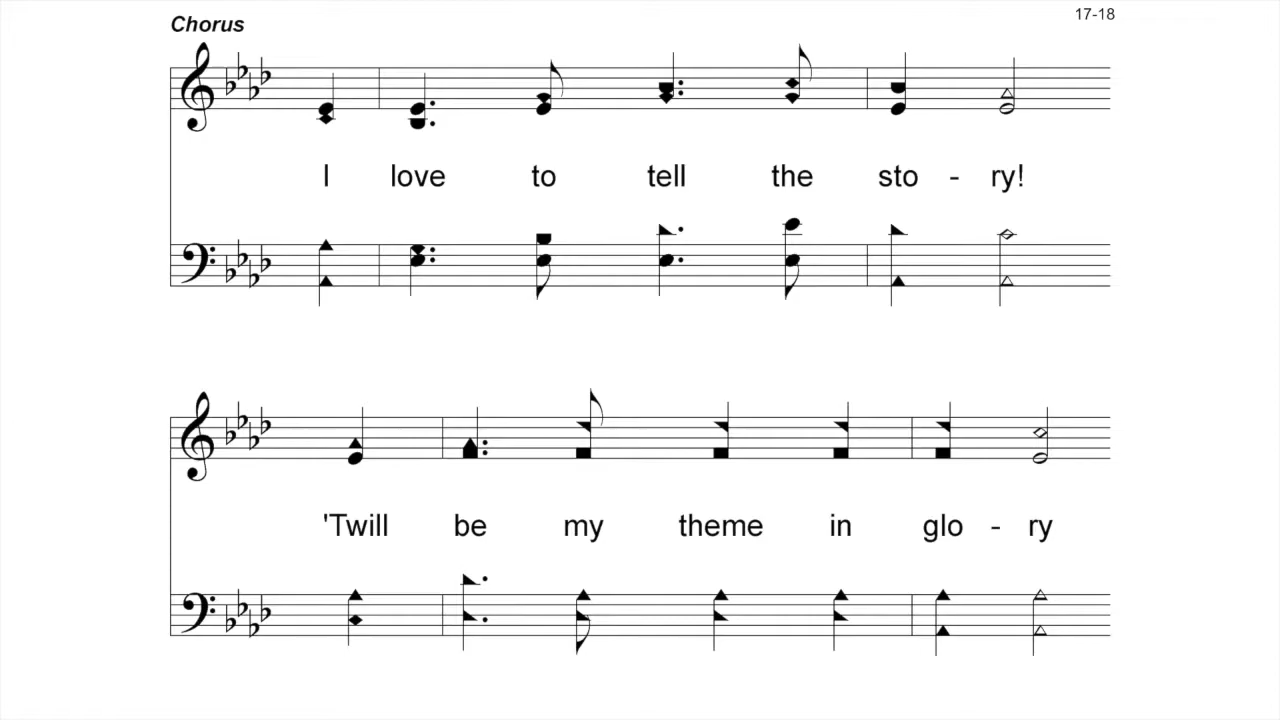 Chorus
17-18
I love to tell the sto - ry!
'Twill be my theme in glo - ry